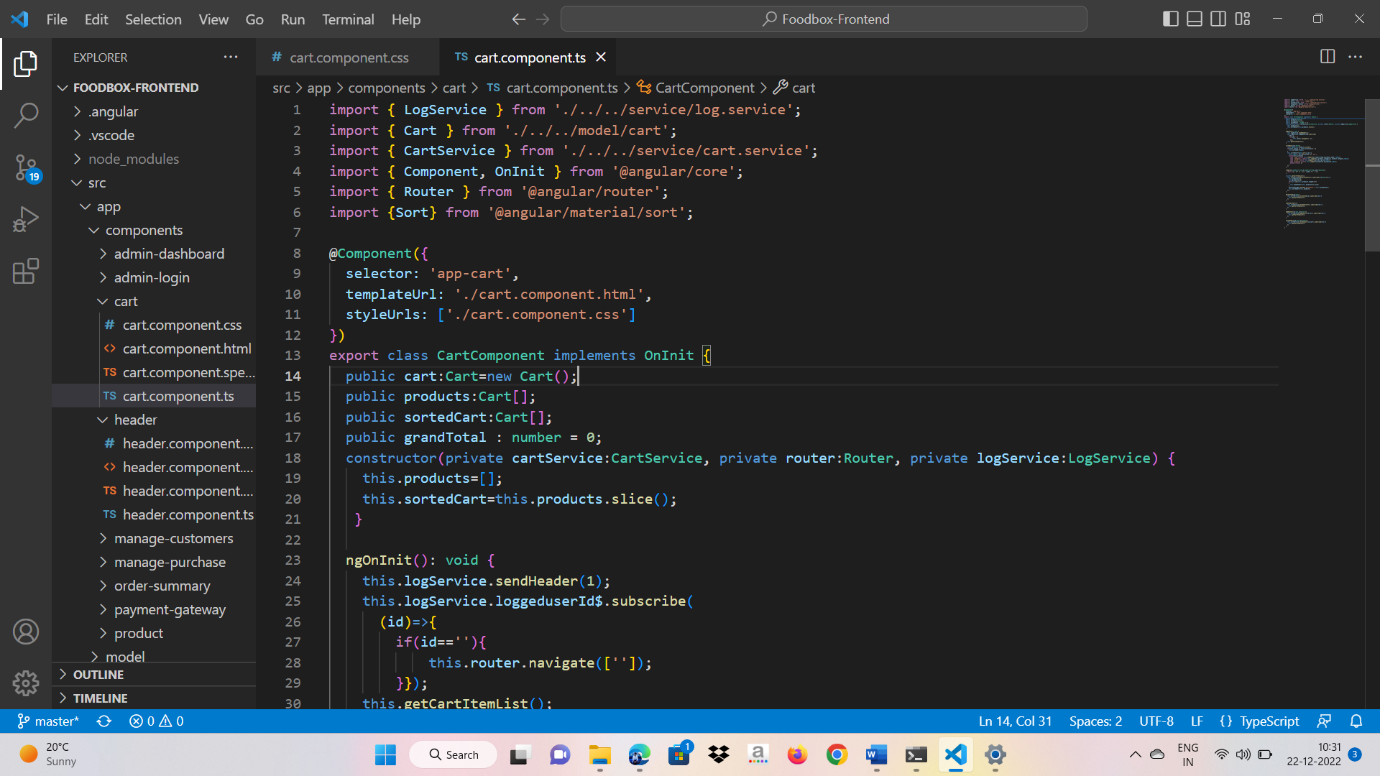 File Edit Selection View Go Run Terminal Help
Foodbox-Frontend
EXPLORER
# cart.component.css
TS cart.component.ts
FOODBOX-FRONTEND
.angular
.vscode
node_modules
src
app
components
admin-dashboard
admin-login
cart
# cart.component.css
<> cart.component.html
TS cart.component.spe...
TS cart.component.ts
header
# header.component....
<> header.component....
TS header.component....
TS header.component.ts
manage-customers
manage-purchase
order-summary
payment-gateway
product
model
OUTLINE
TIMELINE
19
src > app > components > cart > TS cart.component.ts > CartComponent > cart
1 import { LogService } from './../../service/log.service';
2 import { Cart } from './../../model/cart';
3 import { CartService } from './../../service/cart.service';
4 import { Component, OnInit } from '@angular/core';
5 import { Router } from '@angular/router';
6 import {Sort} from '@angular/material/sort';
7
8 @Component({
9 selector: 'app-cart',
10 templateUrl: './cart.component.html',
11 styleUrls: ['./cart.component.css']
12 })
13 export class CartComponent implements OnInit {
14 public cart:Cart=new Cart();
15 public products:Cart[];
16 public sortedCart:Cart[];
17 public grandTotal : number = 0;
18 constructor(private cartService:CartService, private router:Router, private logService:LogService) {
19 this.products=[];
20 this.sortedCart=this.products.slice();
21 }
22
23 ngOnInit(): void {
24 this.logService.sendHeader(1);
25 this.logService.loggeduserId$.subscribe(
26 (id)=>{
27 if(id==''){
28 this.router.navigate(['']);
29 }});
30 this.getCartItemList();
master* 0 0
Ln 14, Col 31 Spaces: 2 UTF-8 LF { } TypeScript
20°C
Sunny
Search
1
a
ENG
IN
10:31
22-12-2022
3